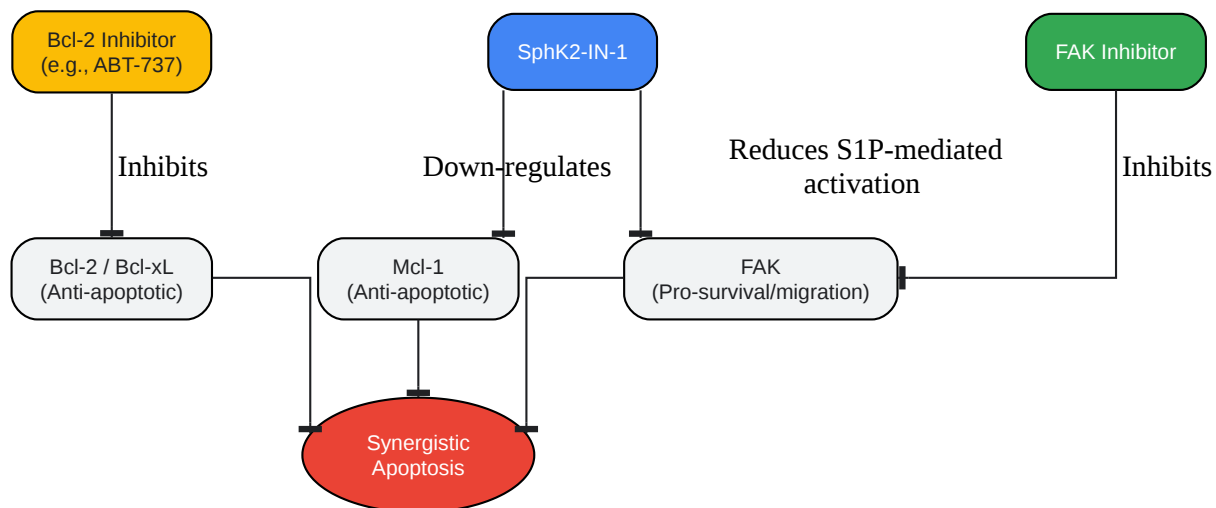 Bcl-2 Inhibitor
(e.g., ABT-737)
SphK2-IN-1
FAK Inhibitor
Inhibits
Down-regulates
Reduces S1P-mediated
activation
Inhibits
Bcl-2 / Bcl-xL
(Anti-apoptotic)
Mcl-1
(Anti-apoptotic)
FAK
(Pro-survival/migration)
Synergistic
Apoptosis